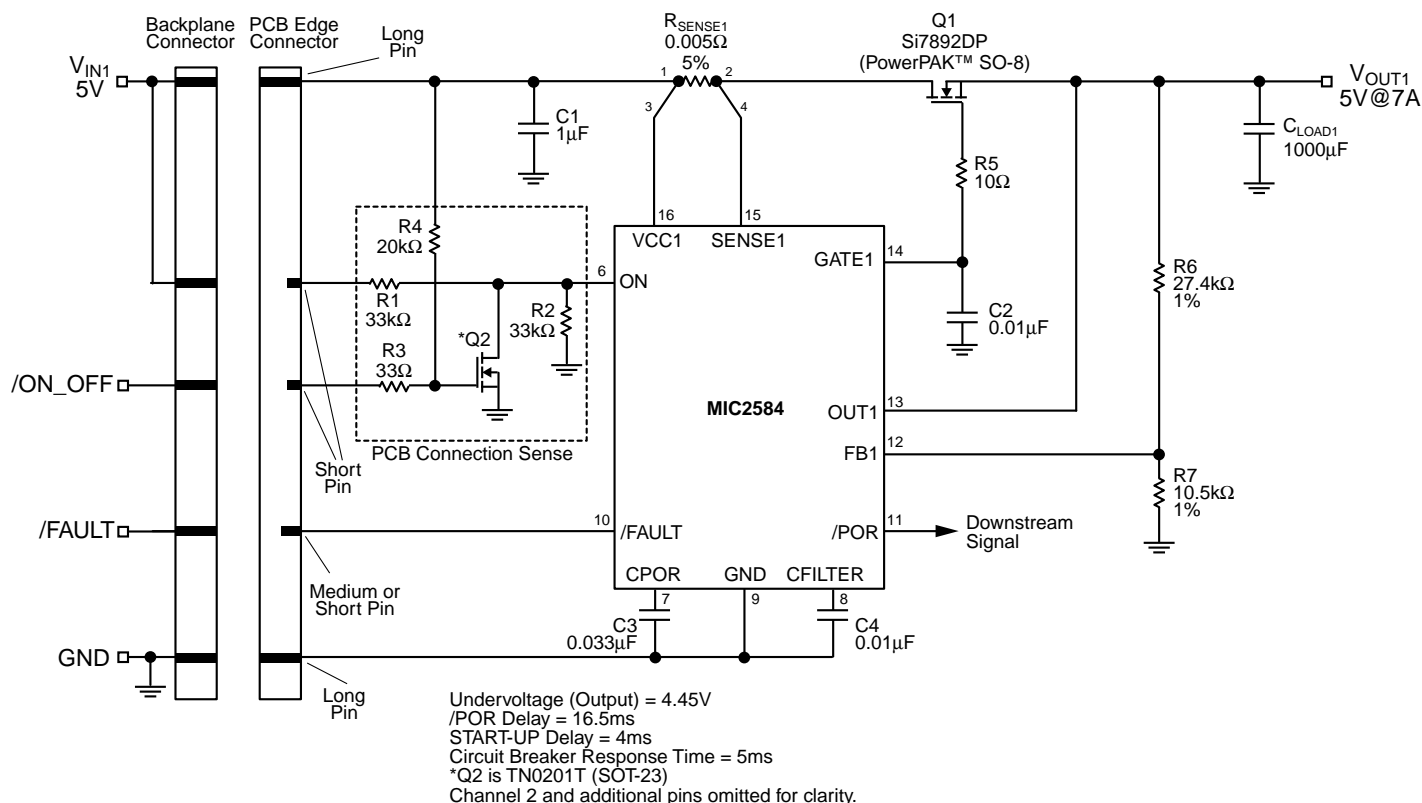 Backplane
Connector
PCB Edge
Connector
Long
Pin
RSENSE1
0.005Ω
5%
Q1
Si7892DP
(PowerPAK™ SO-8)
VIN1
5V
1
2
3
4
VOUT1
5V@7A
C1
1µF
CLOAD1
1000µF
R5
10Ω
R4
20kΩ
16
15
VCC1
SENSE1
14
GATE1
6
ON
R1
33kΩ
R2
33kΩ
C2
0.01µF
R6
27.4kΩ
1%
*Q2
R3
33Ω
/ON_OFF
MIC2584
OUT1
13
FB1
12
PCB Connection Sense
Short
Pin
R7
10.5kΩ
1%
/FAULT
10
/FAULT
/POR
11
Downstream
Signal
CPOR
GND
CFILTER
7
9
8
Medium or
Short Pin
C3
0.033µF
C4
0.01µF
GND
Long
Pin
Undervoltage (Output) = 4.45V
/POR Delay = 16.5ms
START-UP Delay = 4ms
Circuit Breaker Response Time = 5ms
*Q2 is TN0201T (SOT-23)
Channel 2 and additional pins omitted for clarity.